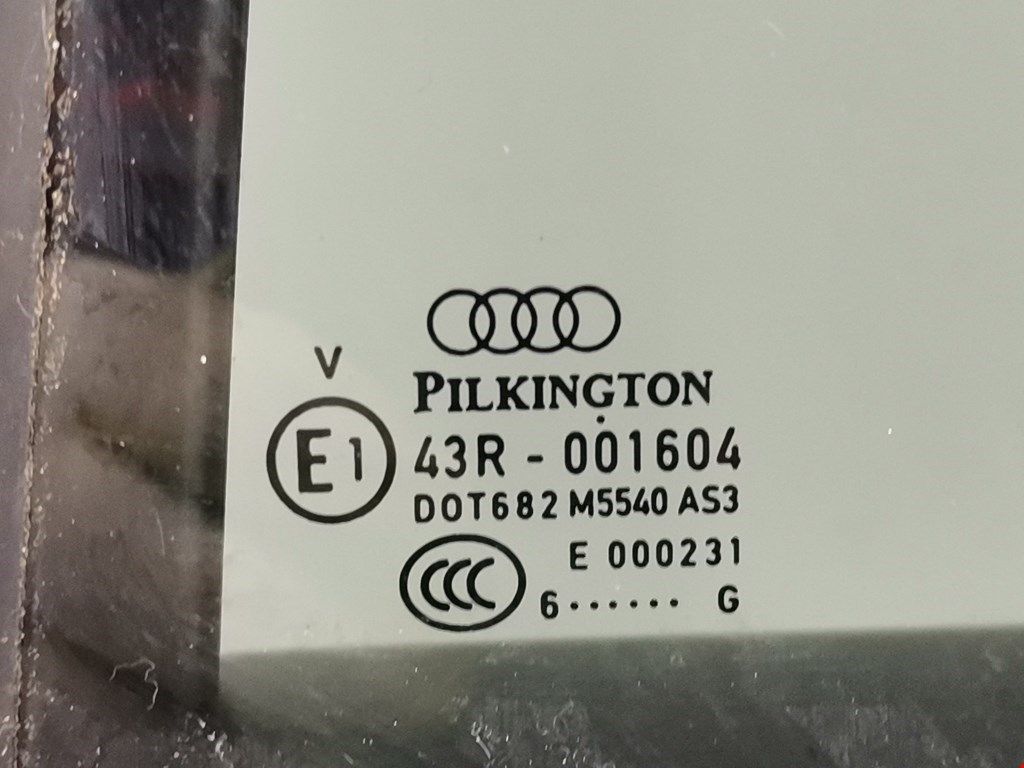 V
PILKINGTON
E1 43R - 001604
DOT682 M5540 AS3
CCC E 000231
6······ G